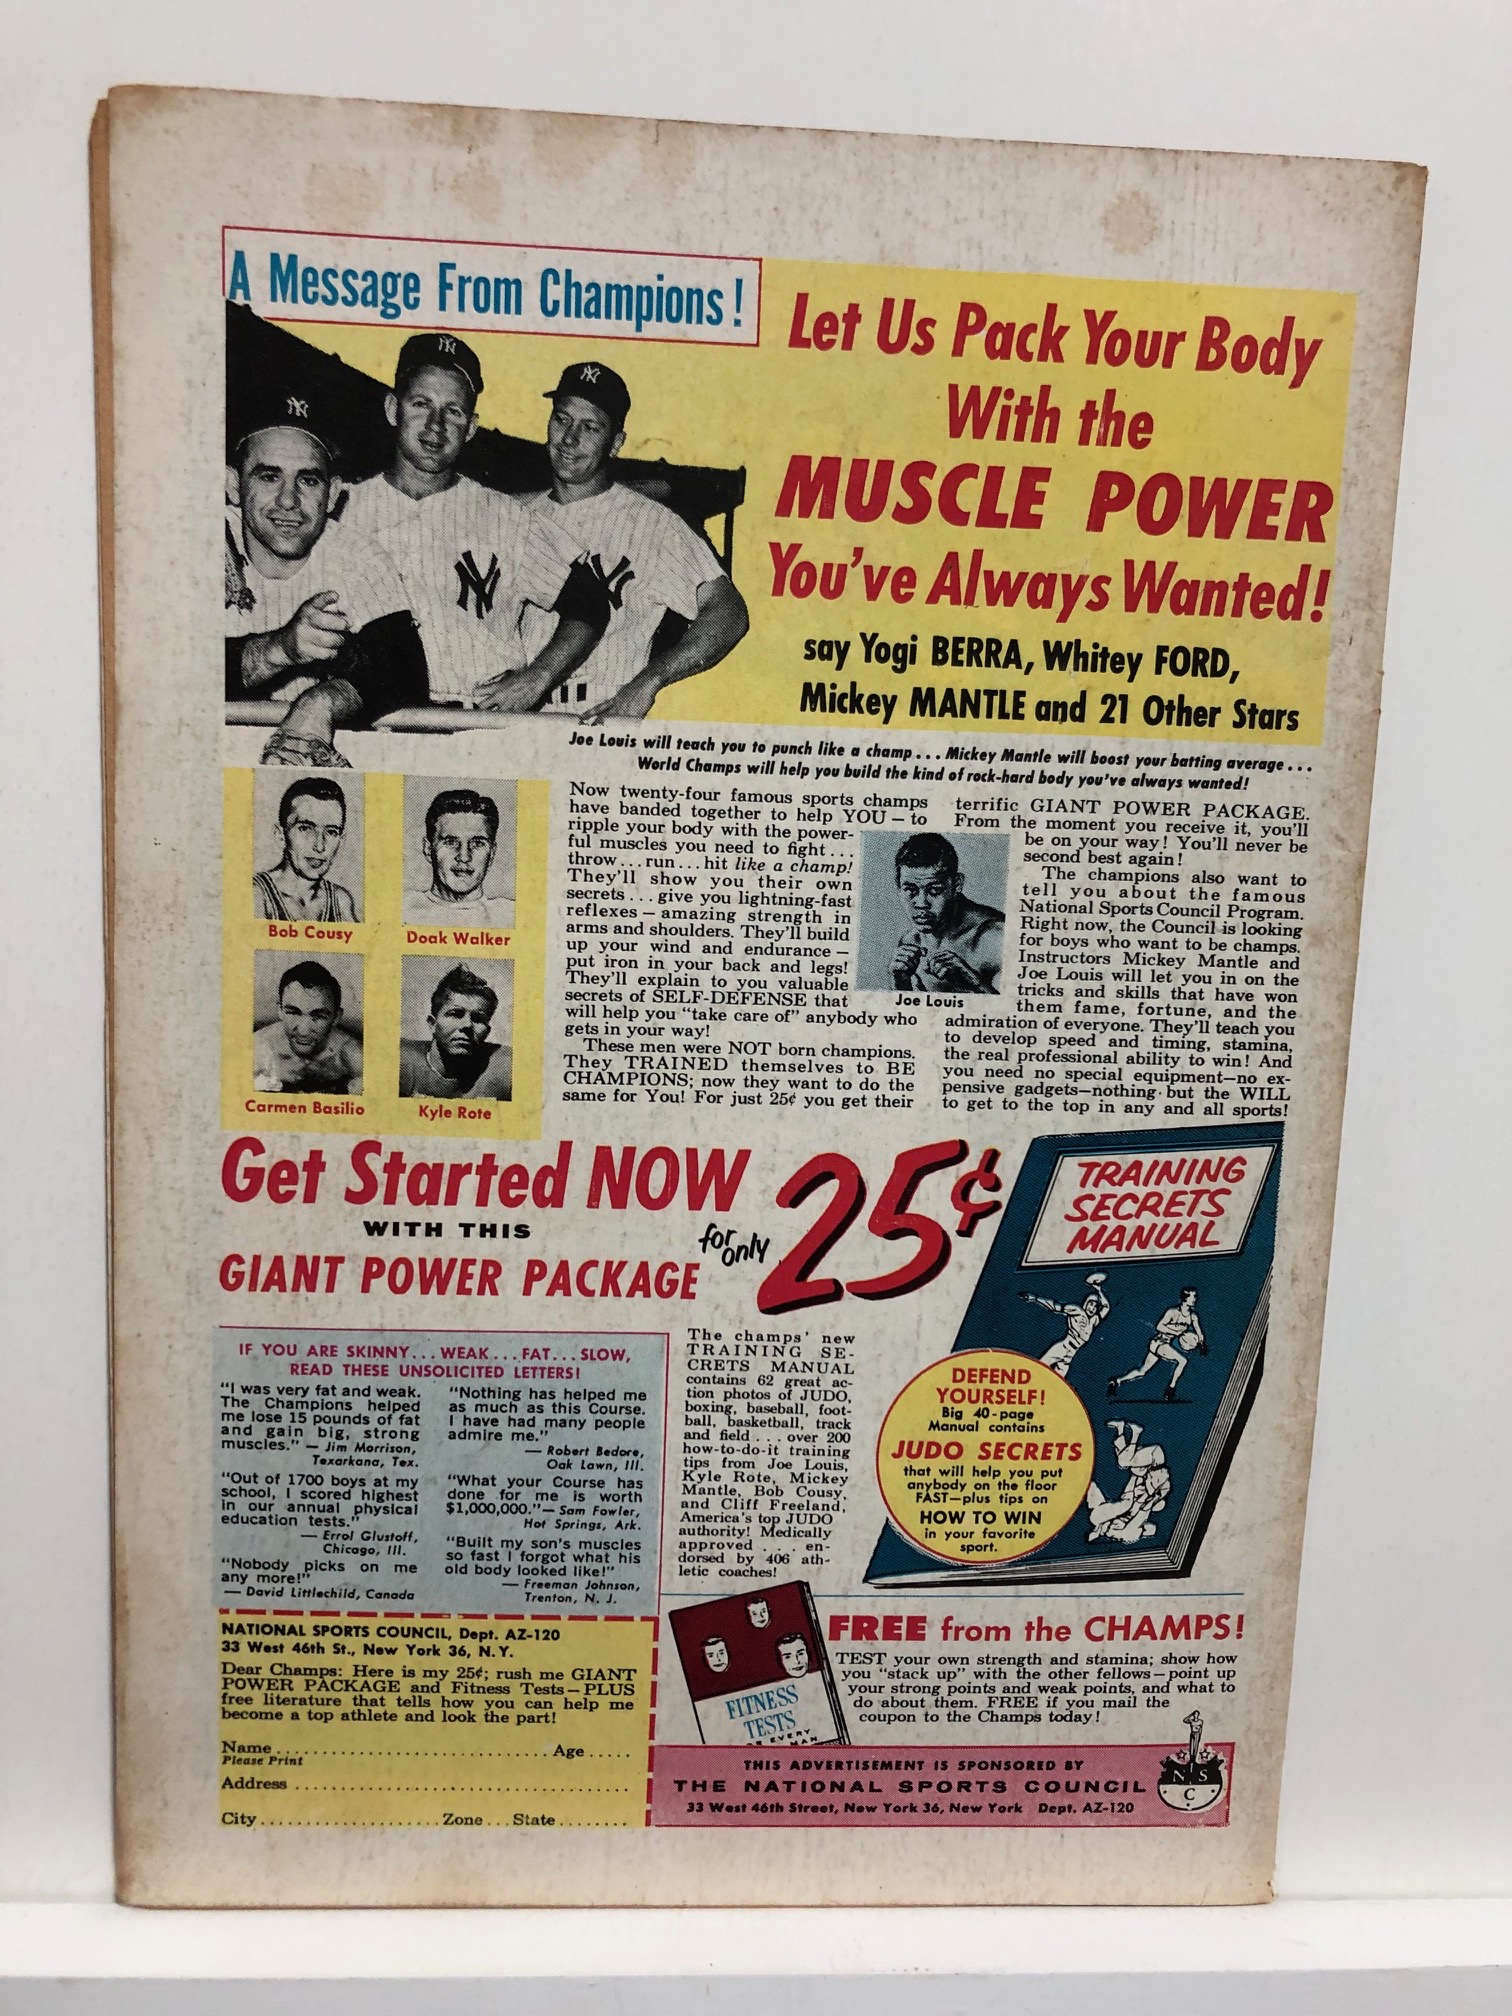 A Message From Champions!
NY
NY
NY
NY
NY
Let Us Pack Your Body
With the
MUSCLE POWER
You've Always Wanted!
say Yogi BERRA, Whitey FORD,
Mickey MANTLE and 21 Other Stars
Joe Louis will teach you to punch like a champ . . . Mickey Mantle will boost your batting average . . .
World Champs will help you build the kind of rock-hard body you've always wanted!
Bob Cousy
Doak Walker
Carmen Basilio
Kyle Rote
Now twenty-four famous sports champs
have banded together to help YOU — to
ripple your body with the power-
ful muscles you need to fight . . .
throw . . . run . . . hit like a champ!
They'll show you their own
secrets . . . give you lightning-fast
reflexes — amazing strength in
arms and shoulders. They'll build
up your wind and endurance —
put iron in your back and legs!
They'll explain to you valuable
secrets of SELF-DEFENSE that
will help you "take care of" anybody who
gets in your way!
These men were NOT born champions.
They TRAINED themselves to BE
CHAMPIONS; now they want to do the
same for You! For just 25¢ you get their
Joe Louis
terrific GIANT POWER PACKAGE.
From the moment you receive it, you'll
be on your way! You'll never be
second best again!
The champions also want to
tell you about the famous
National Sports Council Program.
Right now, the Council is looking
for boys who want to be champs.
Instructors Mickey Mantle and
Joe Louis will let you in on the
tricks and skills that have won
them fame, fortune, and the
admiration of everyone. They'll teach you
to develop speed and timing, stamina,
the real professional ability to win! And
you need no special equipment—no ex-
pensive gadgets—nothing but the WILL
to get to the top in any and all sports!
Get Started NOW
WITH THIS
GIANT POWER PACKAGE
for only
25¢
TRAINING
SECRETS
MANUAL
DEFEND
YOURSELF!
Big 40-page
Manual contains
JUDO SECRETS
that will help you put
anybody on the floor
FAST—plus tips on
HOW TO WIN
in your favorite
sport.
IF YOU ARE SKINNY . . . WEAK . . . FAT . . . SLOW,
READ THESE UNSOLICITED LETTERS!
"I was very fat and weak.
The Champions helped
me lose 15 pounds of fat
and gain big, strong
muscles." — Jim Morrison,
Texarkana, Tex.
"Out of 1700 boys at my
school, I scored highest
in our annual physical
education tests."
— Errol Glustoff,
Chicago, Ill.
"Nobody picks on me
any more!"
— David Littlechild, Canada
"Nothing has helped me
as much as this Course.
I have had many people
admire me."
— Robert Bedore,
Oak Lawn, Ill.
"What your Course has
done for me is worth
$1,000,000."— Sam Fowler,
Hot Springs, Ark.
"Built my son's muscles
so fast I forgot what his
old body looked like!"
— Freeman Johnson,
Trenton, N. J.
The champs' new
TRAINING SE-
CRETS MANUAL
contains 62 great ac-
tion photos of JUDO,
boxing, baseball, foot-
ball, basketball, track
and field . . . over 200
how-to-do-it training
tips from Joe Louis,
Kyle Rote, Mickey
Mantle, Bob Cousy,
and Cliff Freeland,
America's top JUDO
authority! Medically
approved . . . en-
dorsed by 406 ath-
letic coaches!
NATIONAL SPORTS COUNCIL, Dept. AZ-120
33 West 46th St., New York 36, N. Y.
Dear Champs: Here is my 25¢; rush me GIANT
POWER PACKAGE and Fitness Tests — PLUS
free literature that tells how you can help me
become a top athlete and look the part!
Name . . . . . . . . . . . . . . . . . . . . Age . . . . .
Please Print
Address . . . . . . . . . . . . . . . . . . . . . . . .
City . . . . . . . . . . . . . . . Zone . . . State . . . . . . .
FITNESS
TESTS
EVERY
MAN
FREE from the CHAMPS!
TEST your own strength and stamina; show how
you "stack up" with the other fellows — point up
your strong points and weak points, and what to
do about them. FREE if you mail the
coupon to the Champs today!
THIS ADVERTISEMENT IS SPONSORED BY
THE NATIONAL SPORTS COUNCIL
33 West 46th Street, New York 36, New York Dept. AZ-120
N S
C